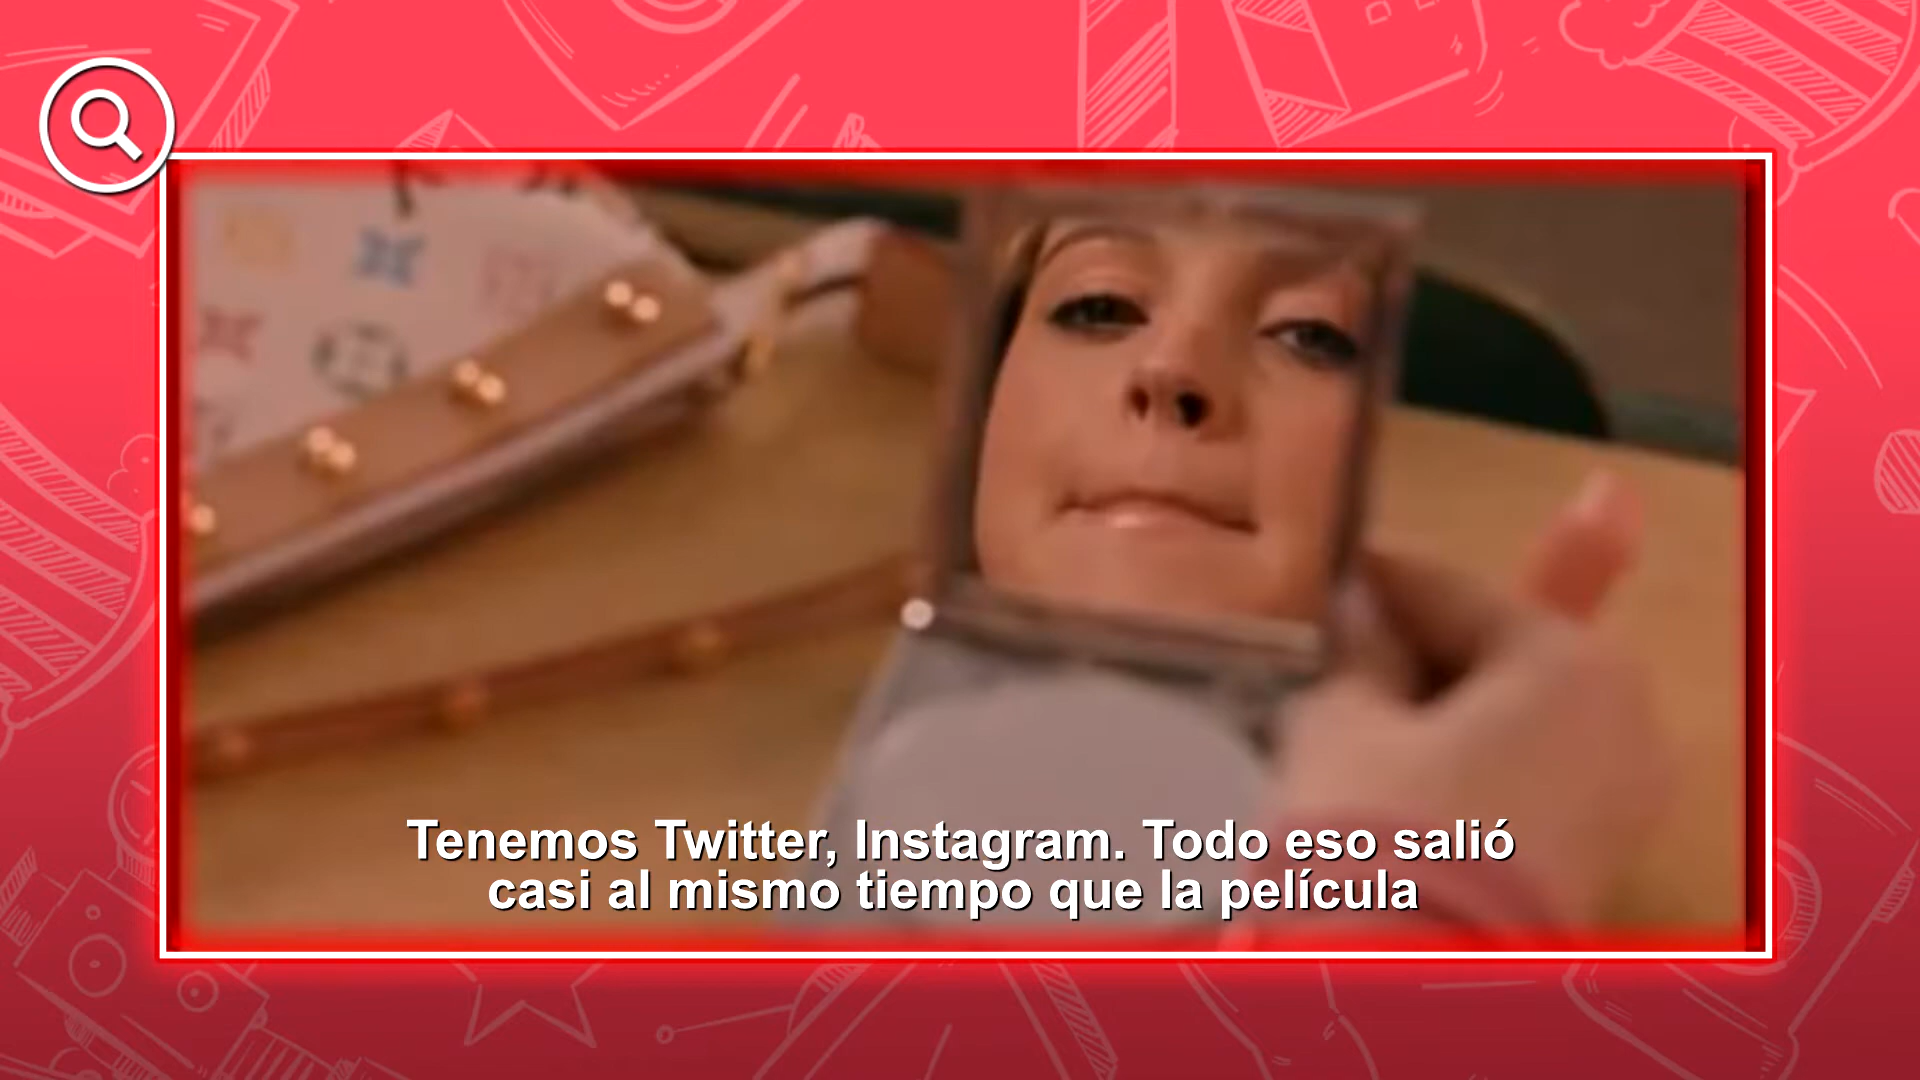 Tenemos Twitter, Instagram. Todo eso salió
casi al mismo tiempo que la película